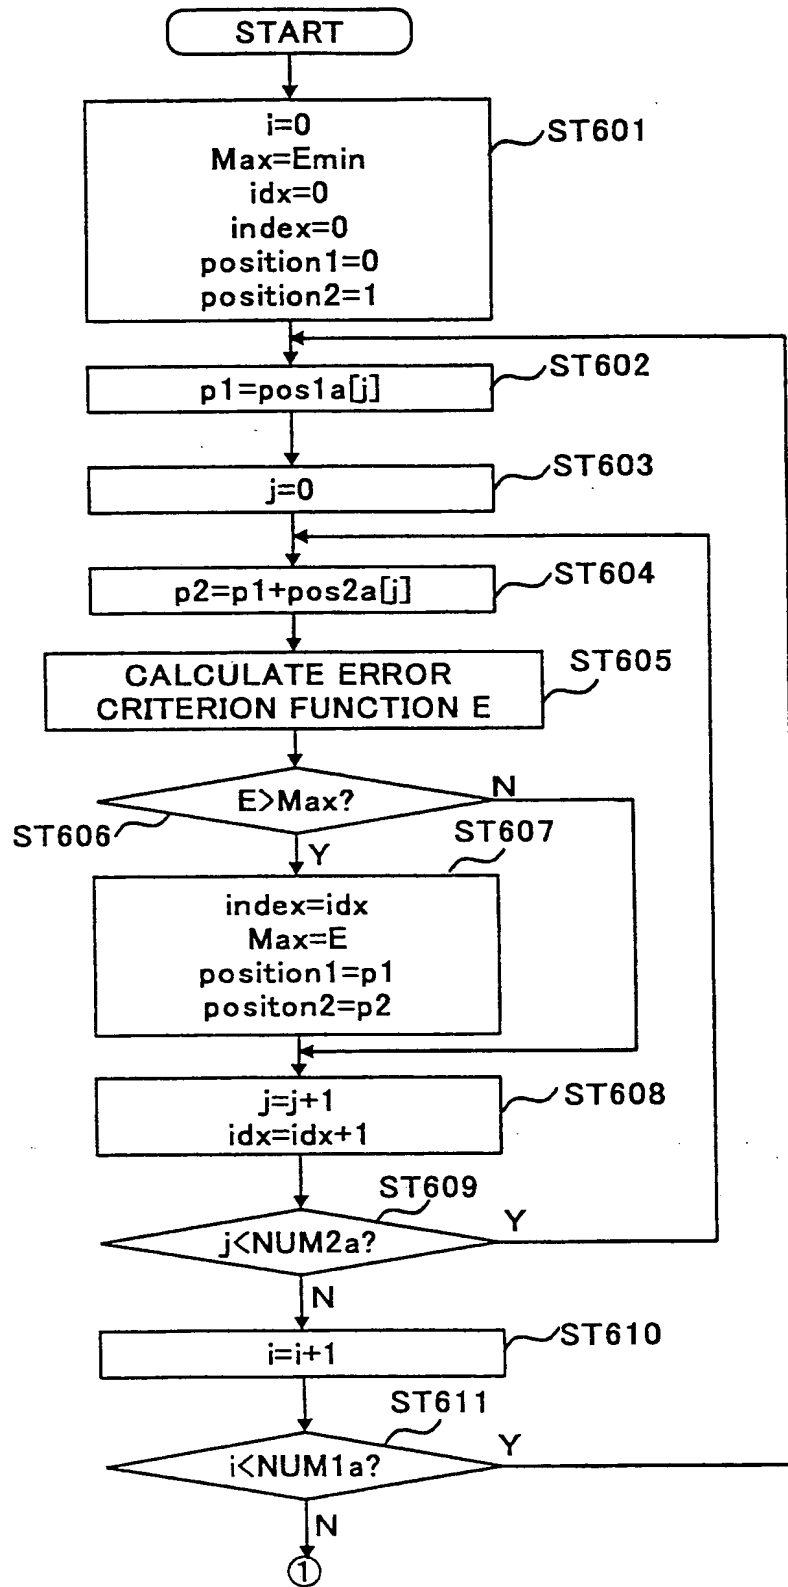 START
i=0
Max=Emin
idx=0
index=0
position1=0
position2=1
ST601
p1=pos1a[j]
ST602
j=0
ST603
p2=p1+pos2a[j]
ST604
CALCULATE ERROR
CRITERION FUNCTION E
ST605
E>Max?
N
ST606
Y
ST607
index=idx
Max=E
position1=p1
positon2=p2
j=j+1
idx=idx+1
ST608
ST609
j<NUM2a?
Y
N
i=i+1
ST610
ST611
i<NUM1a?
Y
N
1